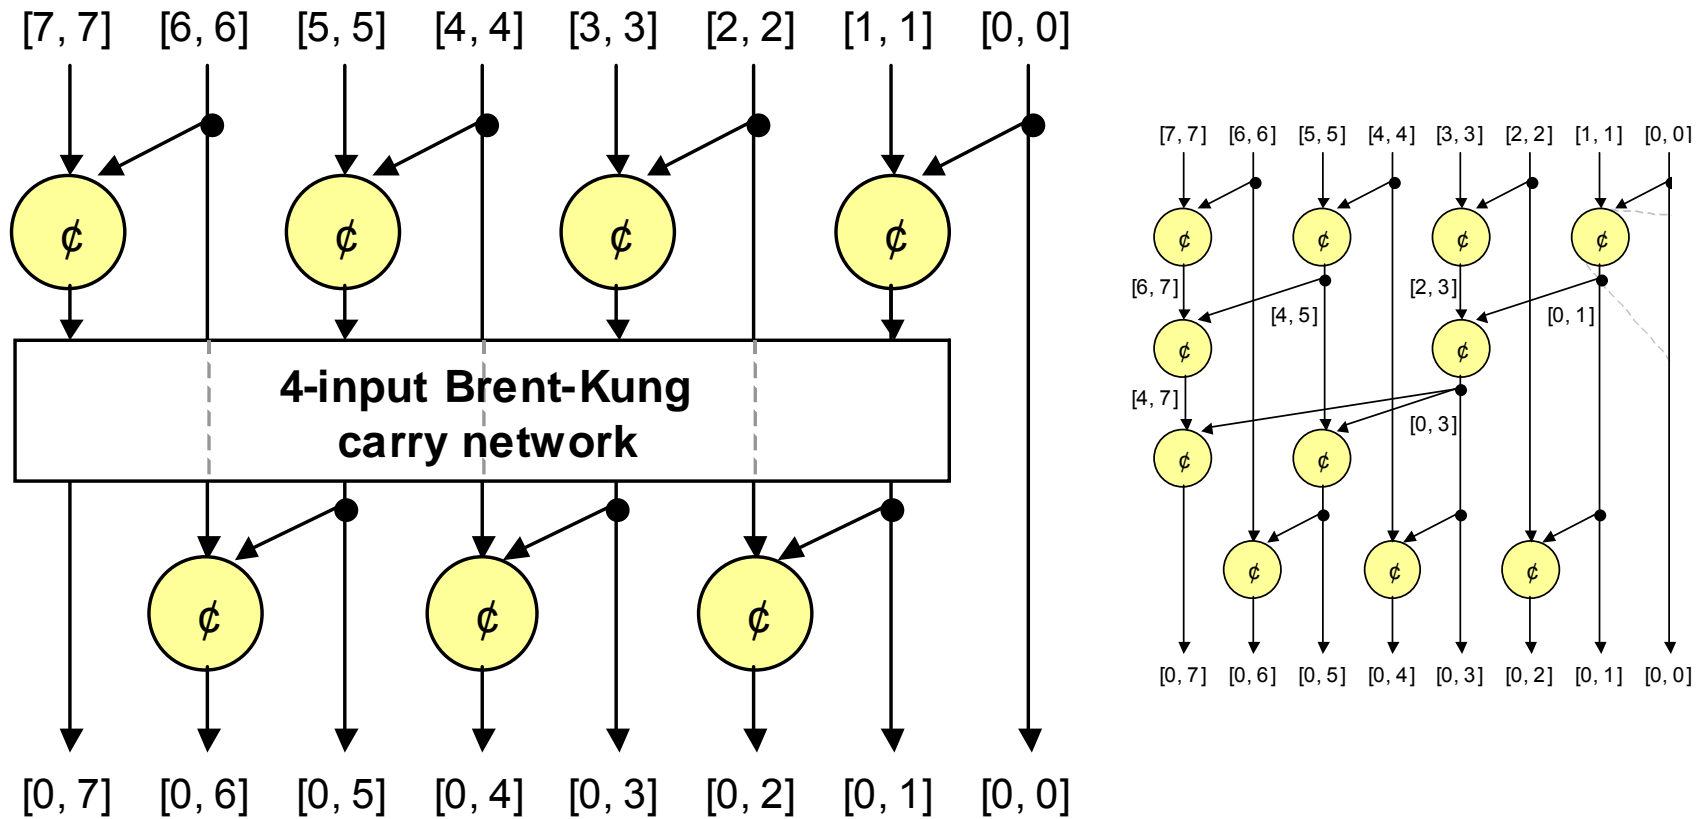 [7, 7] [6, 6] [5, 5] [4, 4] [3, 3] [2, 2] [1, 1] [0, 0]
¢ ¢ ¢ ¢
4-input Brent-Kung
carry network
¢ ¢ ¢
[0, 7] [0, 6] [0, 5] [0, 4] [0, 3] [0, 2] [0, 1] [0, 0]
[7, 7] [6, 6] [5, 5] [4, 4] [3, 3] [2, 2] [1, 1] [0, 0]
¢ ¢ ¢ ¢
[6, 7] [2, 3]
[4, 5] [0, 1]
¢ ¢
[4, 7]
[0, 3]
¢ ¢
¢ ¢ ¢
[0, 7] [0, 6] [0, 5] [0, 4] [0, 3] [0, 2] [0, 1] [0, 0]